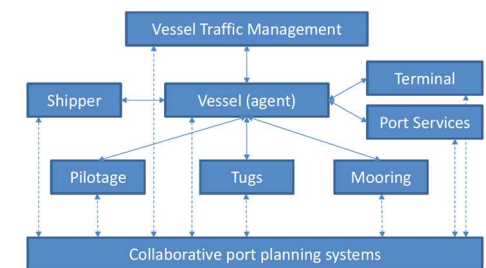 Vessel Traffic Management
Terminal
Shipper
Vessel (agent)
Port Services
Pilotage
Tugs
Mooring
Collaborative port planning systems